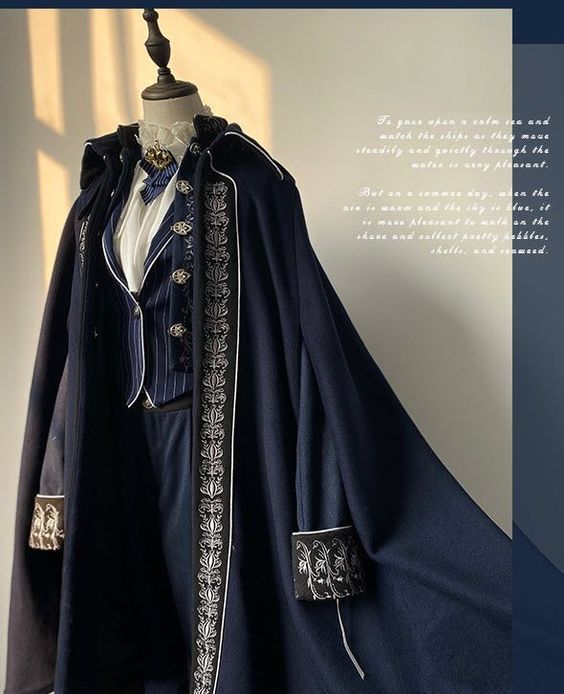 To gaze upon a calm sea and
watch the ships as they move
steadily and quietly through the
water is very pleasant.
But on a summer day, when the
air is warm and the sky is blue, it
is more pleasant to walk on the
shore and collect pretty pebbles,
shells, and seaweed.